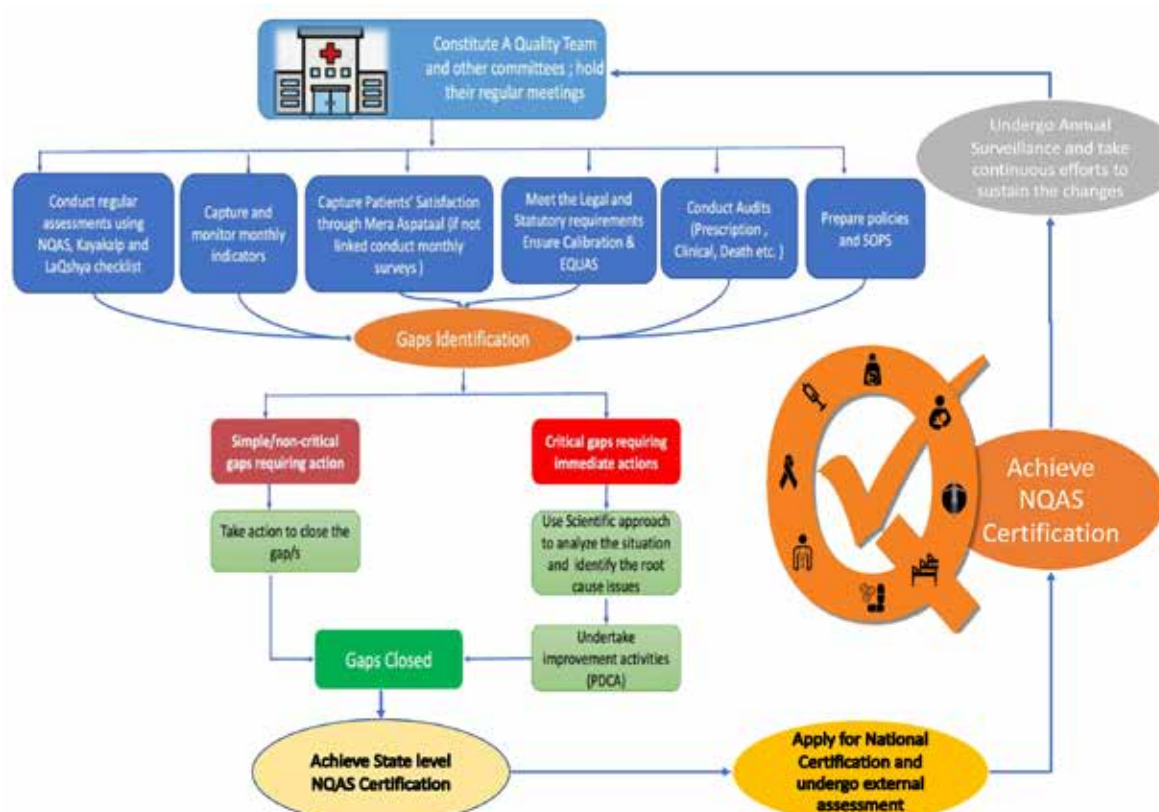 Constitute A Quality Team
and other committees ; hold
their regular meetings
Undergo Annual
Surveillance and take
continuous efforts to
sustain the changes
Conduct regular
assessments using
NQAS, Kayakalp and
LaQshya checklist
Capture and
monitor monthly
indicators
Capture Patients' Satisfaction
through Mera Aspataal (if not
linked conduct monthly
surveys )
Meet the Legal and
Statutory requirements
Ensure Calibration &
EQUAS
Conduct Audits
(Prescription ,
Clinical, Death etc. )
Prepare policies
and SOPS
Gaps Identification
Simple/non-critical
gaps requiring action
Critical gaps requiring
immediate actions
Take action to close the
gap/s
Use Scientific approach
to analyze the situation
and identify the root
cause issues
Undertake
improvement activities
(PDCA)
Gaps Closed
Achieve
NQAS
Certification
Achieve State level
NQAS Certification
Apply for National
Certification and
undergo external
assessment